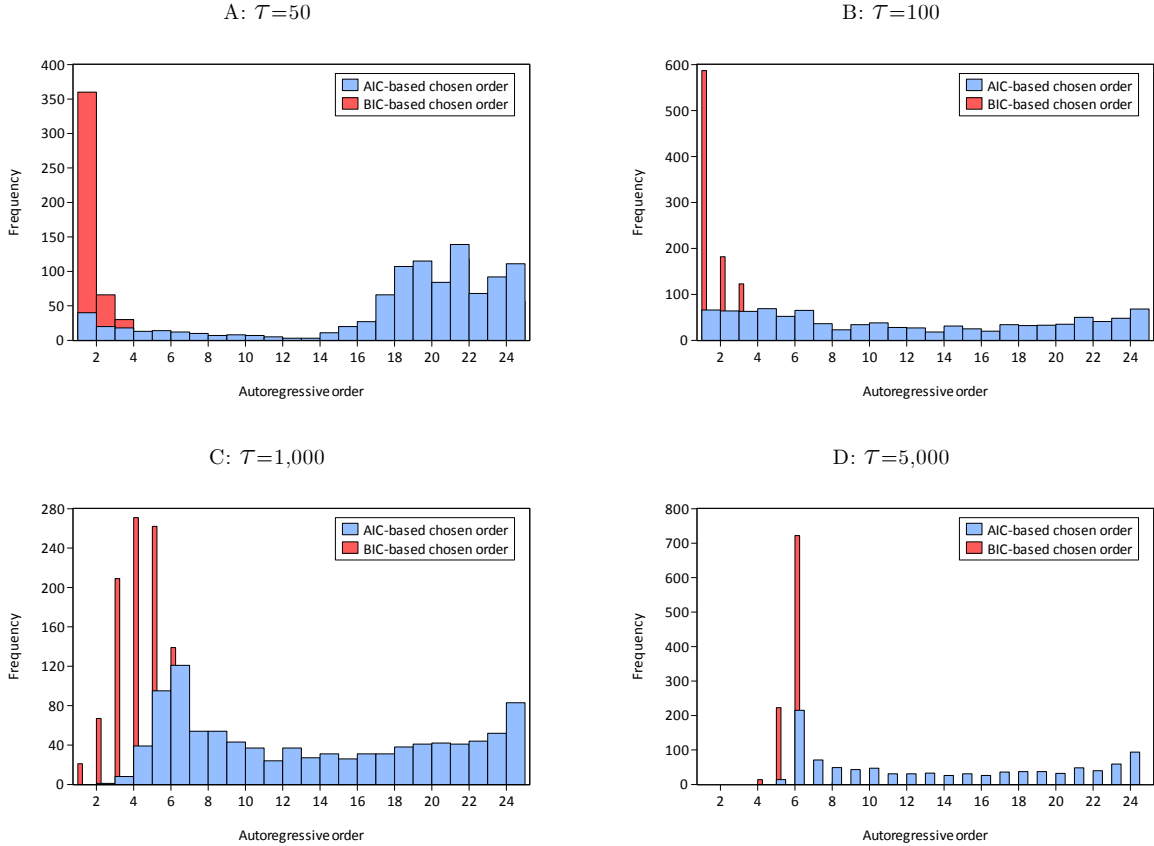 A: τ=50
400
350
300
250
200
150
100
50
0
Frequency
AIC-based chosen order
BIC-based chosen order
2 4 6 8 10 12 14 16 18 20 22 24
Autoregressive order
B: τ=100
600
500
400
300
200
100
0
Frequency
AIC-based chosen order
BIC-based chosen order
2 4 6 8 10 12 14 16 18 20 22 24
Autoregressive order
C: τ=1,000
280
240
200
160
120
80
40
0
Frequency
AIC-based chosen order
BIC-based chosen order
2 4 6 8 10 12 14 16 18 20 22 24
Autoregressive order
D: τ=5,000
800
700
600
500
400
300
200
100
0
Frequency
AIC-based chosen order
BIC-based chosen order
2 4 6 8 10 12 14 16 18 20 22 24
Autoregressive order